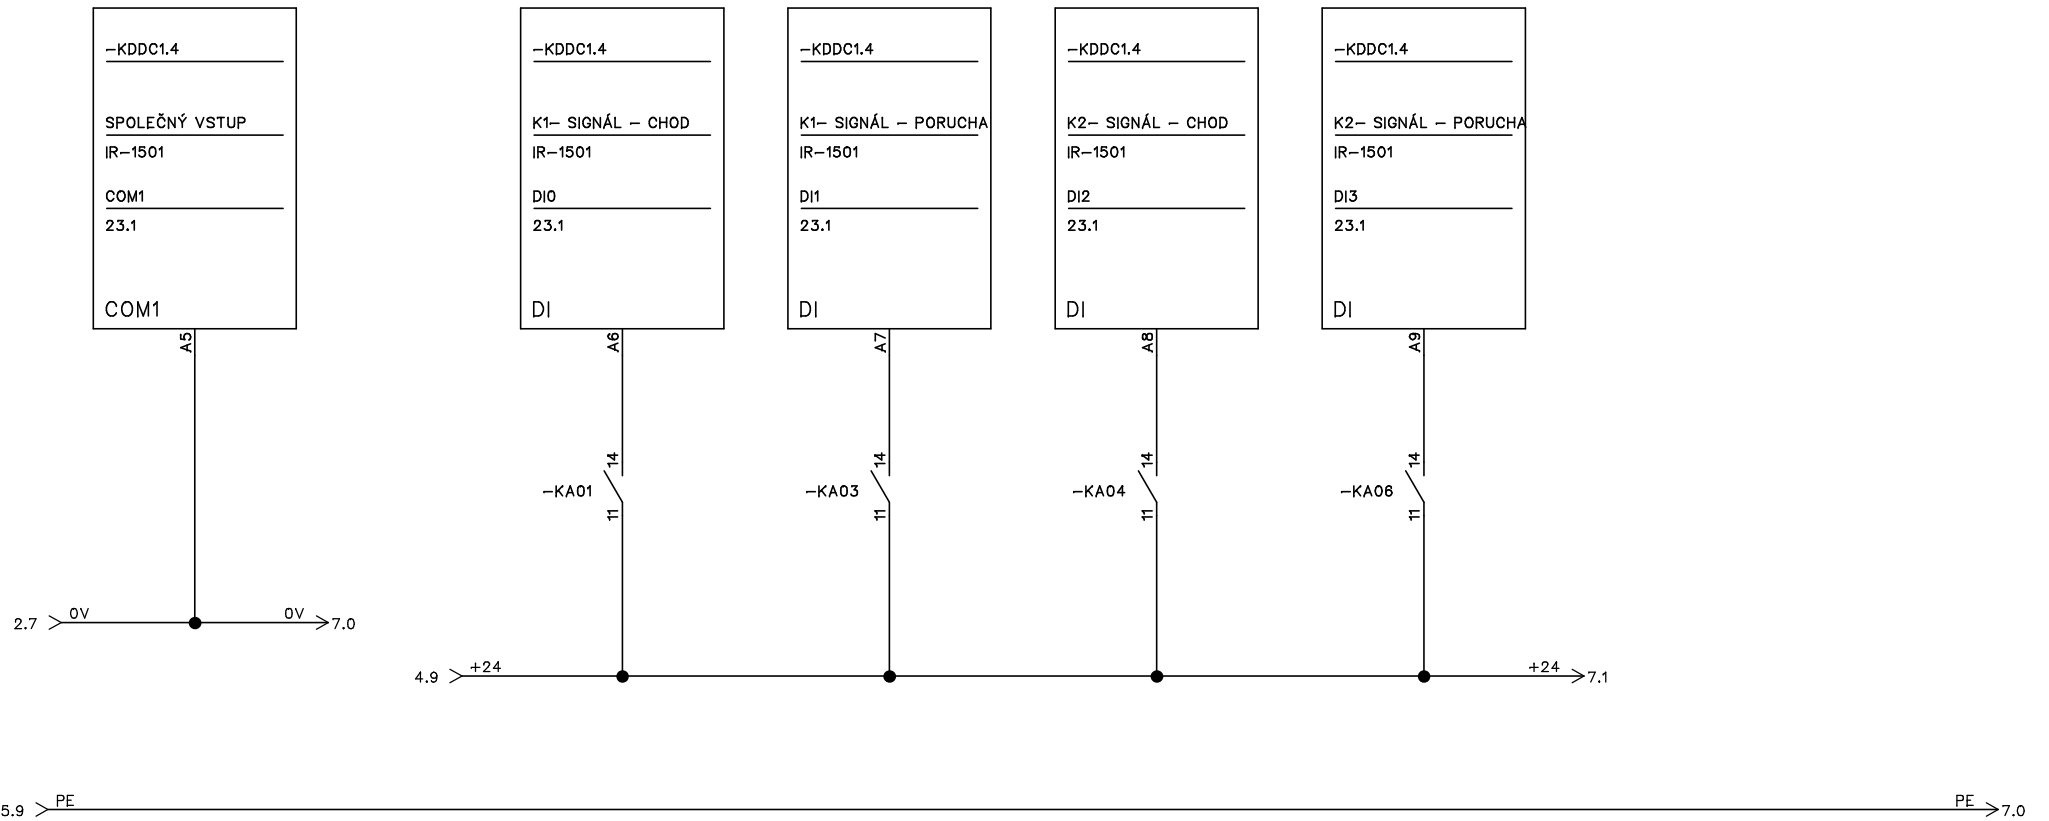 -KDDC1.4
SPOLEČNÝ VSTUP
IR-1501
COM1
23.1
COM1
A5
-KDDC1.4
K1- SIGNÁL - CHOD
IR-1501
DI0
23.1
DI
A6
-KDDC1.4
K1- SIGNÁL - PORUCHA
IR-1501
DI1
23.1
DI
A7
-KDDC1.4
K2- SIGNÁL - CHOD
IR-1501
DI2
23.1
DI
A8
-KDDC1.4
K2- SIGNÁL - PORUCHA
IR-1501
DI3
23.1
DI
A9
14
-KA01
11
14
-KA03
11
14
-KA04
11
14
-KA06
11
2.7
0V
0V
7.0
4.9
+24
+24
7.1
5.9
PE
PE
7.0